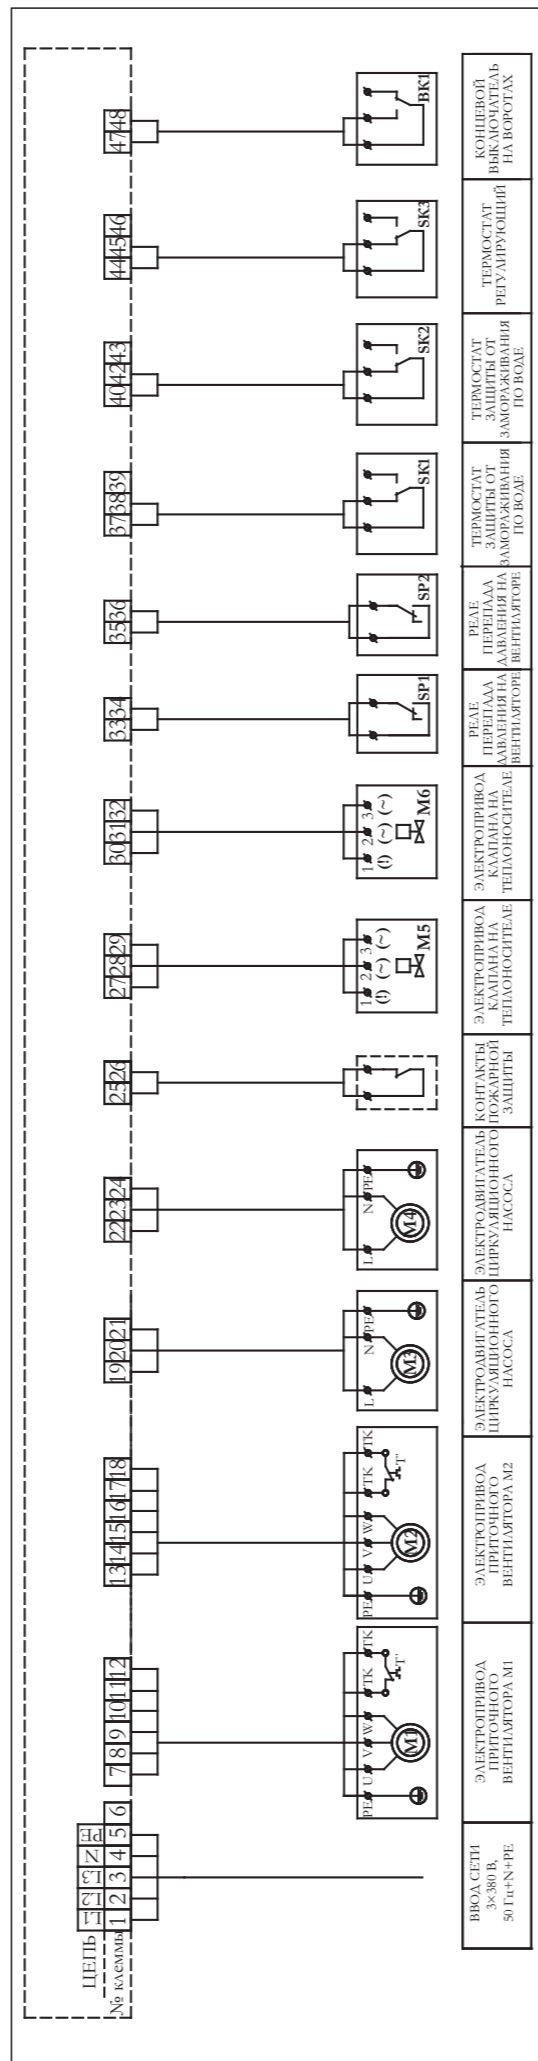 ЦЕПЬ
L1 L2 L3 N PE
№ клеммы
1 2 3 4 5 6
7 8 9 10 11 12
13 14 15 16 17 18
19 20 21
22 23 24
25 26
27 28 29
30 31 32
33 34
35 36
37 38 39
40 42 43
44 45 46
47 48
PE U V W TK TK
M1 T°
PE U V W TK TK
M2 T°
L N PE
M3
L N PE
M4
1 2 3
(!) (~) (~)
M5
1 2 3
(!) (~) (~)
M6
SP1
SP2
SK1
SK2
SK3
ВК1
ВВОД СЕТИ
3×380 В,
50 Гц+N+PE
ЭЛЕКТРОПРИВОД
ПРИТОЧНОГО
ВЕНТИЛЯТОРА М1
ЭЛЕКТРОПРИВОД
ПРИТОЧНОГО
ВЕНТИЛЯТОРА М2
ЭЛЕКТРОДВИГАТЕЛЬ
ЦИРКУЛЯЦИОННОГО
НАСОСА
ЭЛЕКТРОДВИГАТЕЛЬ
ЦИРКУЛЯЦИОННОГО
НАСОСА
КОНТАКТЫ
ПОЖАРНОЙ
ЗАЩИТЫ
ЭЛЕКТРОПРИВОД
КЛАПАНА НА
ТЕПЛОНОСИТЕЛЕ
ЭЛЕКТРОПРИВОД
КЛАПАНА НА
ТЕПЛОНОСИТЕЛЕ
РЕЛЕ
ПЕРЕПАДА
ДАВЛЕНИЯ НА
ВЕНТИЛЯТОРЕ
РЕЛЕ
ПЕРЕПАДА
ДАВЛЕНИЯ НА
ВЕНТИЛЯТОРЕ
ТЕРМОСТАТ
ЗАЩИТЫ ОТ
ЗАМОРАЖИВАНИЯ
ПО ВОДЕ
ТЕРМОСТАТ
ЗАЩИТЫ ОТ
ЗАМОРАЖИВАНИЯ
ПО ВОДЕ
ТЕРМОСТАТ
РЕГУЛИРУЮЩИЙ
КОНЦЕВОЙ
ВЫКЛЮЧАТЕЛЬ
НА ВОРОТАХ